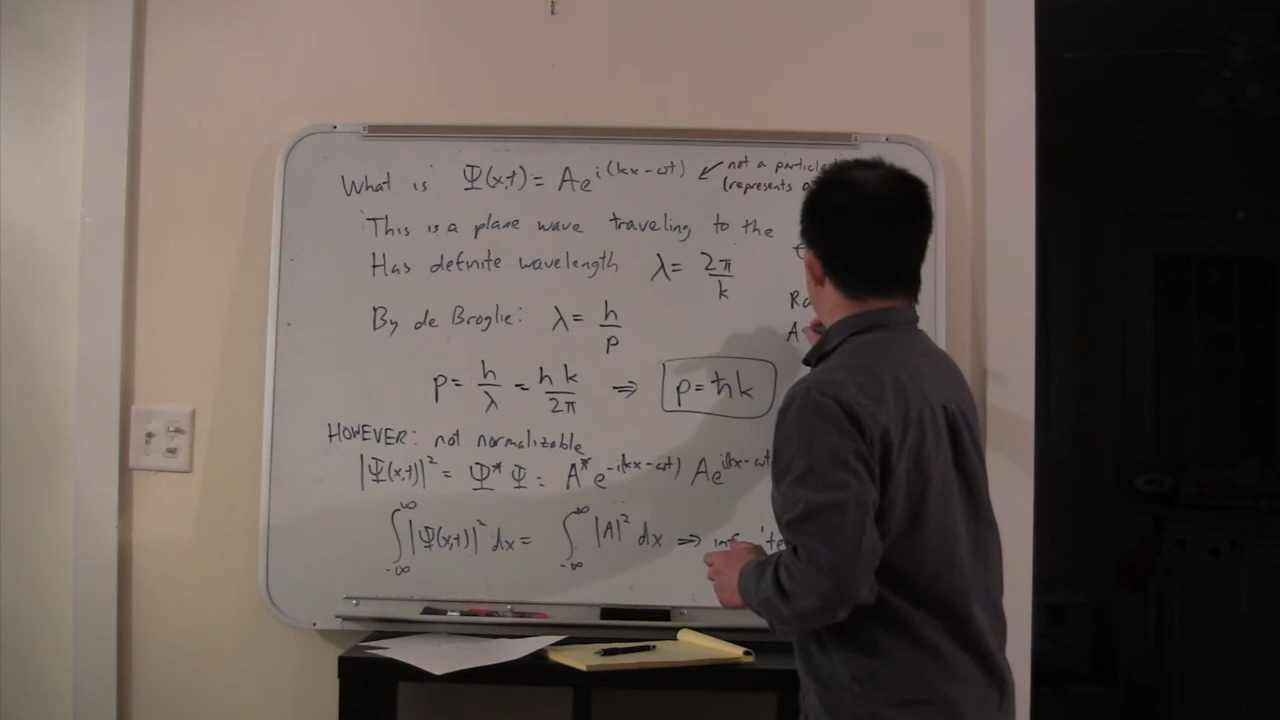 What is Ψ(x,t) = Ae^{i(kx-ωt)} ↙ not a particle
(represents
This is a plane wave traveling to the
Has definite wavelength λ = 2π/k
By de Broglie: λ = h/p
p = h/λ = hk/2π ⇒ p = ħk
HOWEVER: not normalizable
|Ψ(x,t)|² = Ψ* Ψ = A* e^{-i(kx-ωt)} Ae^{i(kx-ωt)}
∫_{-∞}^{∞} |Ψ(x,t)|² dx = ∫_{-∞}^{∞} |A|² dx ⇒